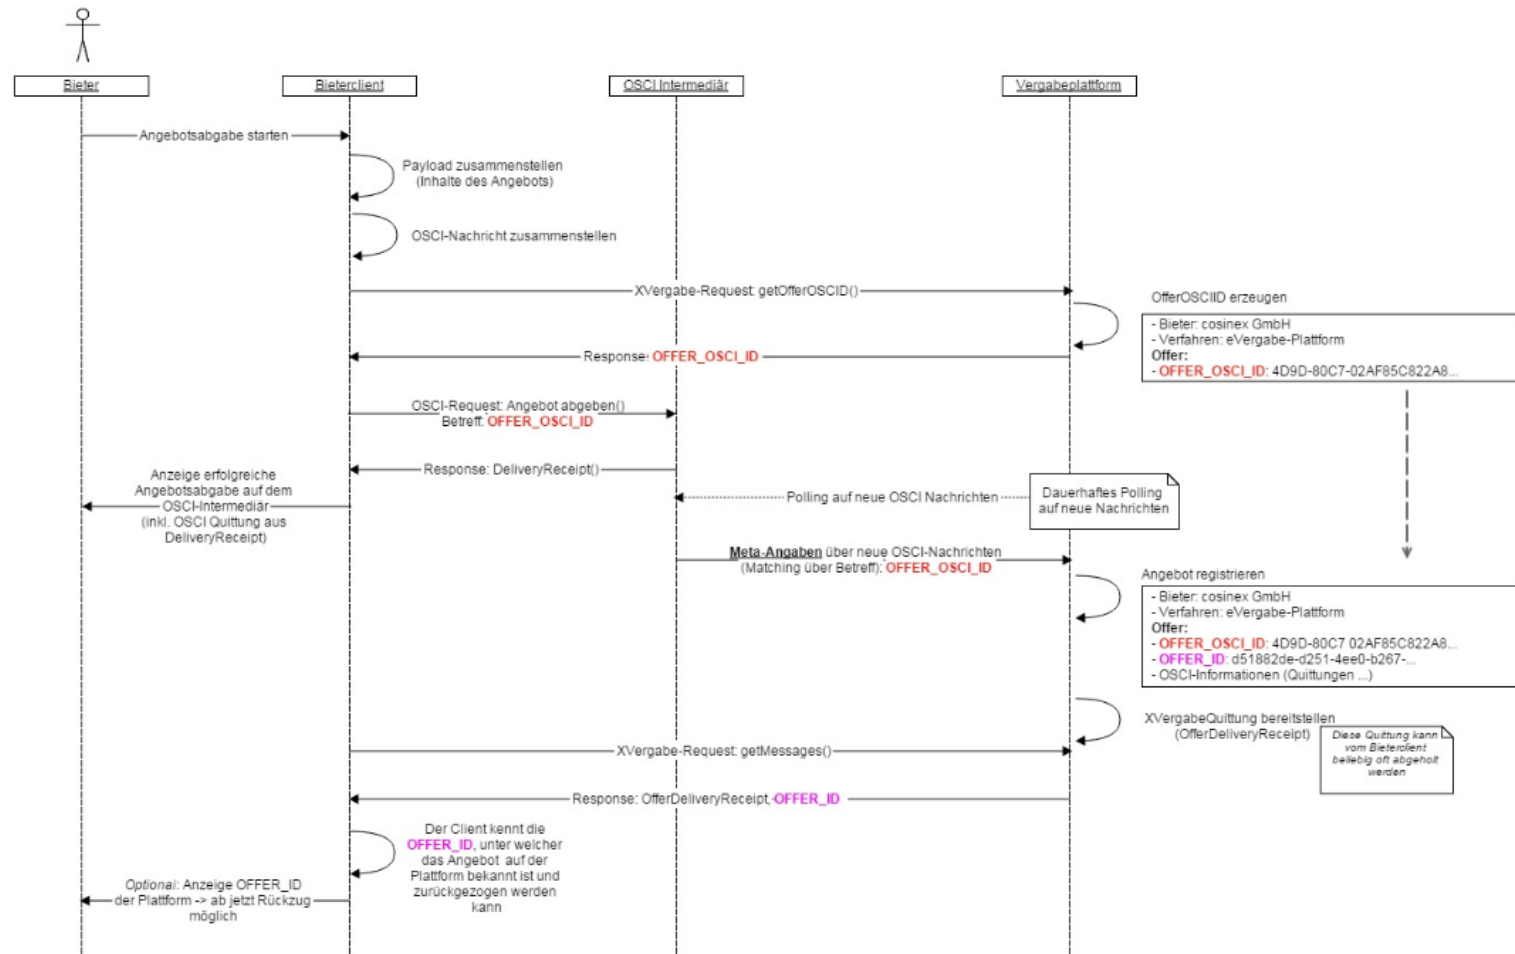 Bieter
Bieterclient
OSCI Intermediär
Vergabeplattform
Angebotsabgabe starten
Payload zusammenstellen
(Inhalte des Angebots)
OSCI-Nachricht zusammenstellen
XVergabe-Request: getOfferOSCID()
OfferOSCIID erzeugen
- Bieter: cosinex GmbH
- Verfahren: eVergabe-Plattform
Offer:
- OFFER_OSCI_ID: 4D9D-80C7-02AF85C822A8...
Response: OFFER_OSCI_ID
OSCI-Request: Angebot abgeben()
Betreff: OFFER_OSCI_ID
Response: DeliveryReceipt()
Anzeige erfolgreiche
Angebotsabgabe auf dem
OSCI-Intermediär
(inkl. OSCI Quittung aus
DeliveryReceipt)
Polling auf neue OSCI Nachrichten
Dauerhaftes Polling
auf neue Nachrichten
Meta-Angaben über neue OSCI-Nachrichten
(Matching über Betreff): OFFER_OSCI_ID
Angebot registrieren
- Bieter: cosinex GmbH
- Verfahren: eVergabe-Plattform
Offer:
- OFFER_OSCI_ID: 4D9D-80C7 02AF85C822A8...
- OFFER_ID: d51882de-d251-4ee0-b267-...
- OSCI-Informationen (Quittungen ...)
XVergabeQuittung bereitstellen
(OfferDeliveryReceipt)
Diese Quittung kann
vom Bieterclient
beliebig oft abgeholt
werden
XVergabe-Request: getMessages()
Response: OfferDeliveryReceipt, OFFER_ID
Der Client kennt die
OFFER_ID, unter welcher
das Angebot auf der
Plattform bekannt ist und
zurückgezogen werden
kann
Optional: Anzeige OFFER_ID
der Plattform -> ab jetzt Rückzug
möglich